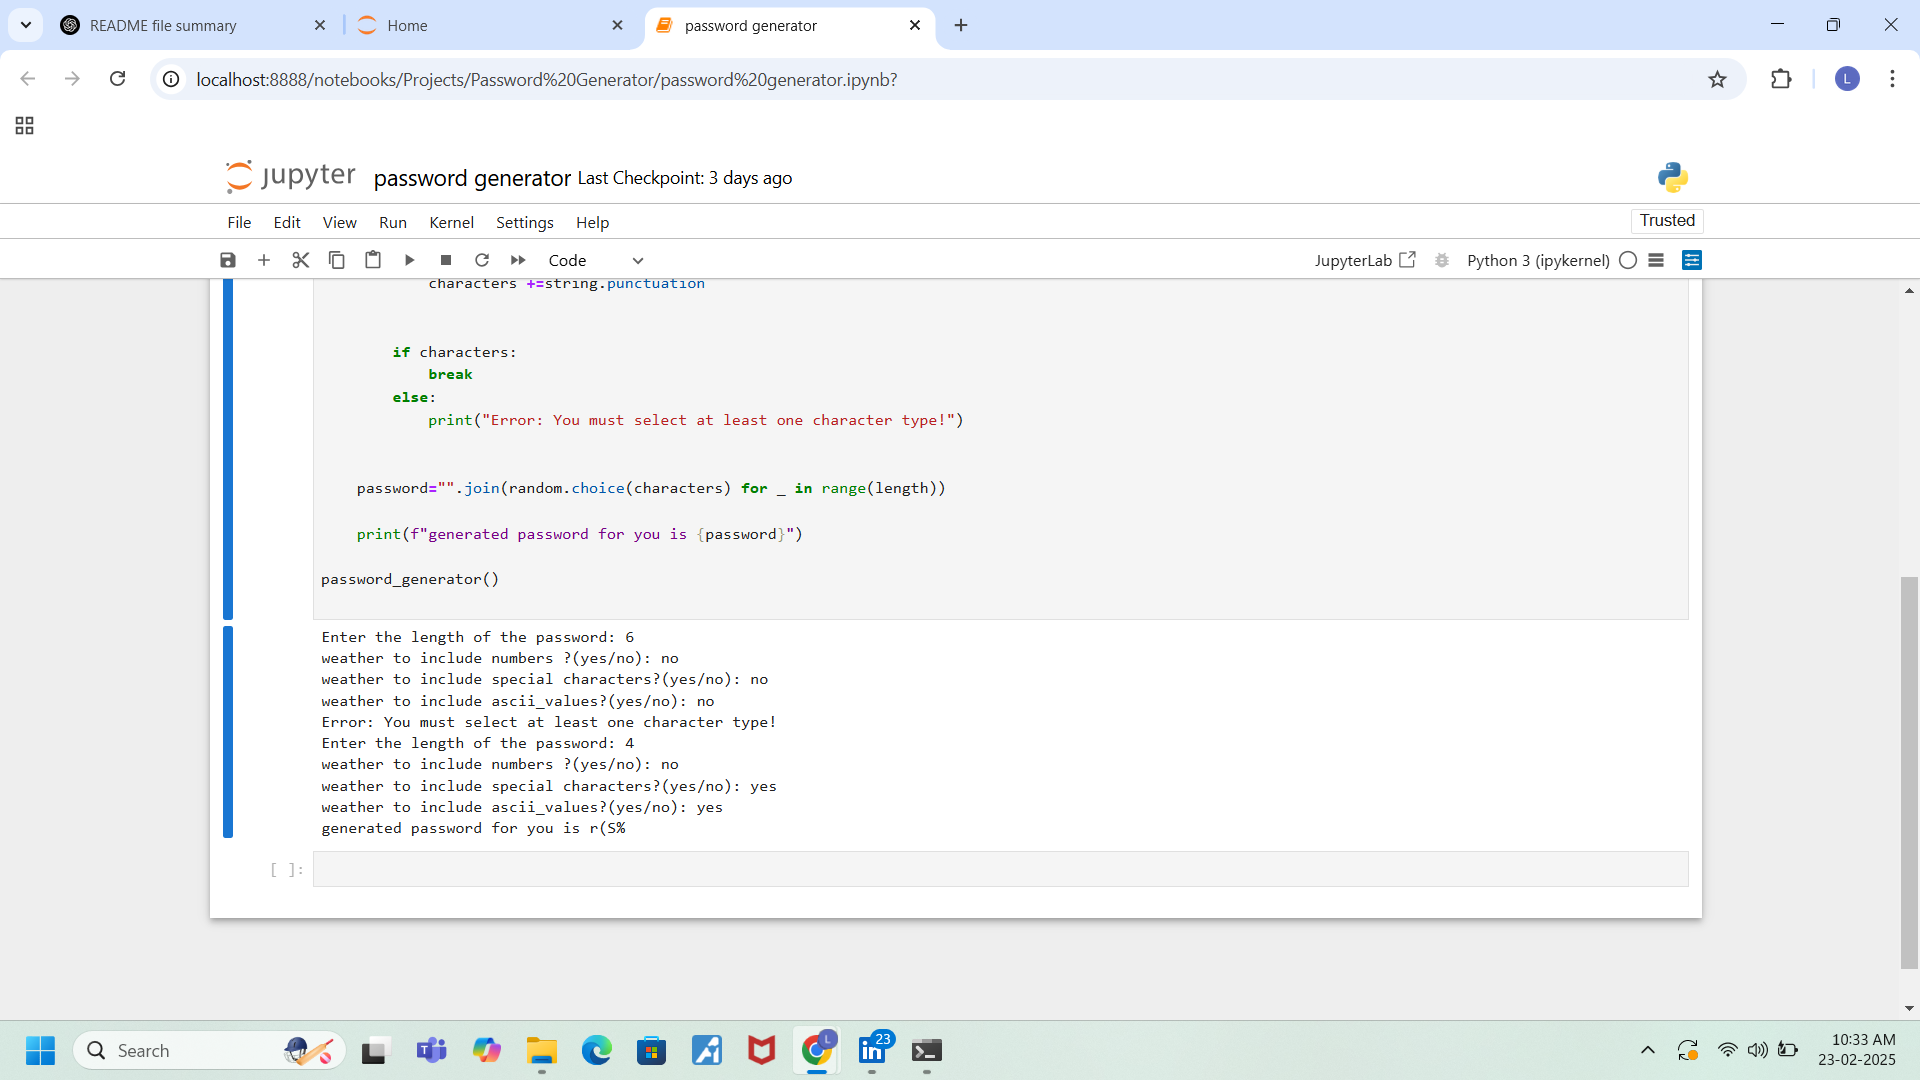 README file summary
Home
password generator
localhost:8888/notebooks/Projects/Password%20Generator/password%20generator.ipynb?
L
jupyter password generator Last Checkpoint: 3 days ago
File Edit View Run Kernel Settings Help
Trusted
Code
JupyterLab
Python 3 (ipykernel)
characters +=string.punctuation
if characters:
break
else:
print("Error: You must select at least one character type!")
password="".join(random.choice(characters) for _ in range(length))
print(f"generated password for you is {password}")
password_generator()
Enter the length of the password: 6
weather to include numbers ?(yes/no): no
weather to include special characters?(yes/no): no
weather to include ascii_values?(yes/no): no
Error: You must select at least one character type!
Enter the length of the password: 4
weather to include numbers ?(yes/no): no
weather to include special characters?(yes/no): yes
weather to include ascii_values?(yes/no): yes
generated password for you is r(S%
[ ]:
Search
L
23
10:33 AM
23-02-2025